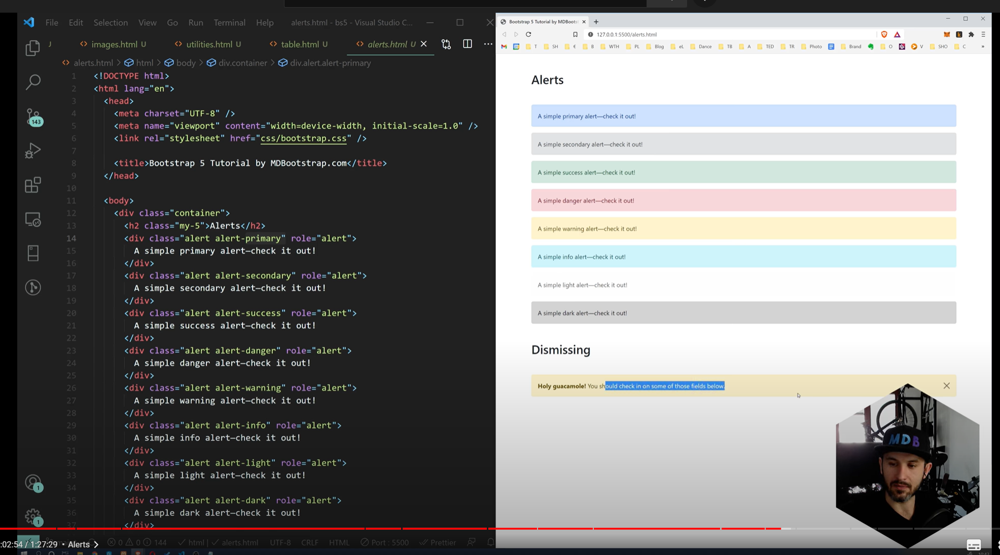 File Edit Selection View Go Run Terminal Help alerts.html - bs5 - Visual Studio C...
J images.html U utilities.html U table.html U alerts.html U
alerts.html > html > body > div.container > div.alert.alert-primary
1 <!DOCTYPE html>
2 <html lang="en">
3 <head>
4 <meta charset="UTF-8" />
5 <meta name="viewport" content="width=device-width, initial-scale=1.0" />
6 <link rel="stylesheet" href="css/bootstrap.css" />
7
8 <title>Bootstrap 5 Tutorial by MDBootstrap.com</title>
9 </head>
10
11 <body>
12 <div class="container">
13 <h2 class="my-5">Alerts</h2>
14 <div class="alert alert-primary" role="alert">
15 A simple primary alert—check it out!
16 </div>
17 <div class="alert alert-secondary" role="alert">
18 A simple secondary alert—check it out!
19 </div>
20 <div class="alert alert-success" role="alert">
21 A simple success alert—check it out!
22 </div>
23 <div class="alert alert-danger" role="alert">
24 A simple danger alert—check it out!
25 </div>
26 <div class="alert alert-warning" role="alert">
27 A simple warning alert—check it out!
28 </div>
29 <div class="alert alert-info" role="alert">
30 A simple info alert—check it out!
31 </div>
32 <div class="alert alert-light" role="alert">
33 A simple light alert—check it out!
34 </div>
35 <div class="alert alert-dark" role="alert">
36 A simple dark alert—check it out!
37 </div>
143
1
1
0 0 144 html alerts.html UTF-8 CRLF HTML Port : 5500 Prettier
:02:54 / 1:27:29 • Alerts
Bootstrap 5 Tutorial by MDBoots
127.0.0.1:5500/alerts.html
T SH € B WTH PL Blog eL Dance TB A TED TR Photo Brand O V SHO C »
Alerts
A simple primary alert—check it out!
A simple secondary alert—check it out!
A simple success alert—check it out!
A simple danger alert—check it out!
A simple warning alert—check it out!
A simple info alert—check it out!
A simple light alert—check it out!
A simple dark alert—check it out!
Dismissing
Holy guacamole! You should check in on some of those fields below.
MDB